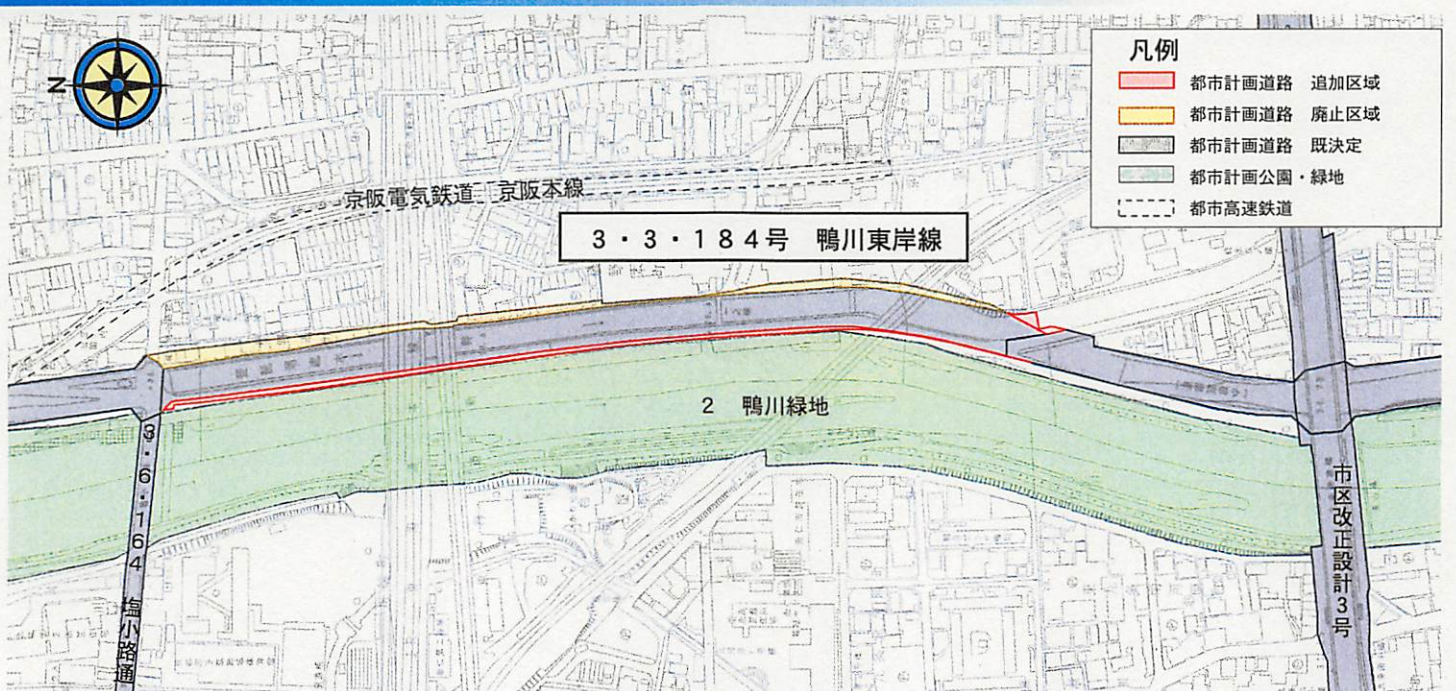 N
凡例
都市計画道路 追加区域
都市計画道路 廃止区域
都市計画道路 既決定
都市計画公園・緑地
都市高速鉄道
京阪電気鉄道 京阪本線
3・3・184号 鴨川東岸線
2 鴨川緑地
3・6・164 塩小路通
市区改正設計3号